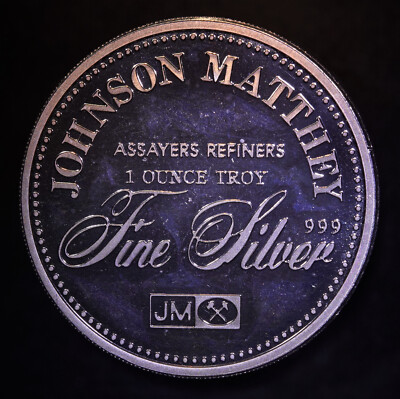 JOHNSON MATTHEY
ASSAYERS REFINERS
1 OUNCE TROY
Fine Silver 999
JM